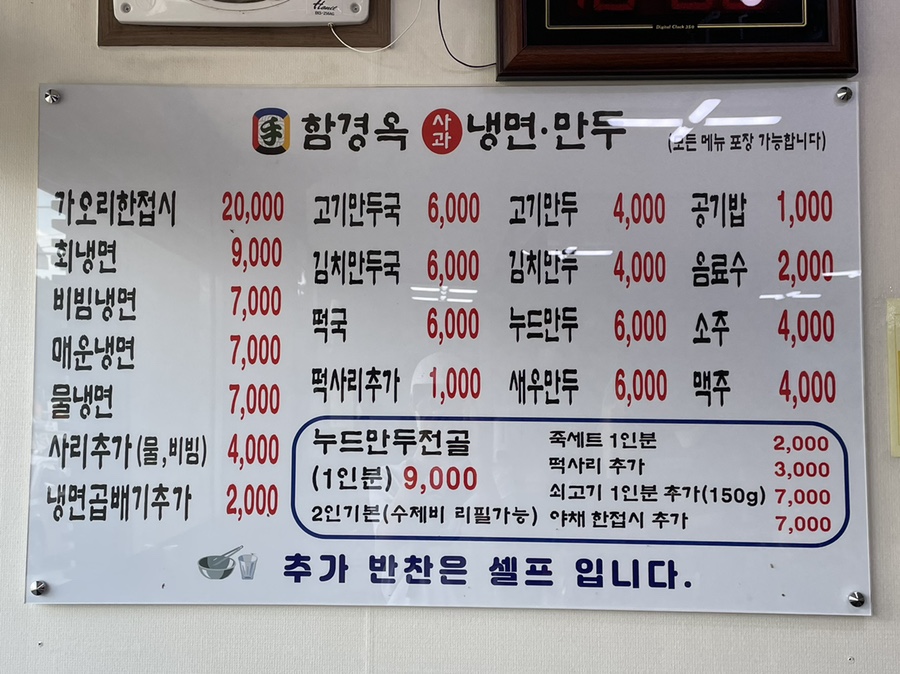 Digital Clock
手 함경옥 사과 냉면·만두 (모든 메뉴 포장 가능합니다)
가오리한접시 20,000
회냉면 9,000
비빔냉면 7,000
매운냉면 7,000
물냉면 7,000
사리추가(물,비빔) 4,000
냉면곱배기추가 2,000
고기만두국 6,000
김치만두국 6,000
떡국 6,000
떡사리추가 1,000
고기만두 4,000
김치만두 4,000
누드만두 6,000
새우만두 6,000
공기밥 1,000
음료수 2,000
소주 4,000
맥주 4,000
누드만두전골
(1인분) 9,000
2인기본(수제비 리필가능)
죽세트 1인분 2,000
떡사리 추가 3,000
쇠고기 1인분 추가(150g) 7,000
야채 한접시 추가 7,000
추가 반찬은 셀프 입니다.